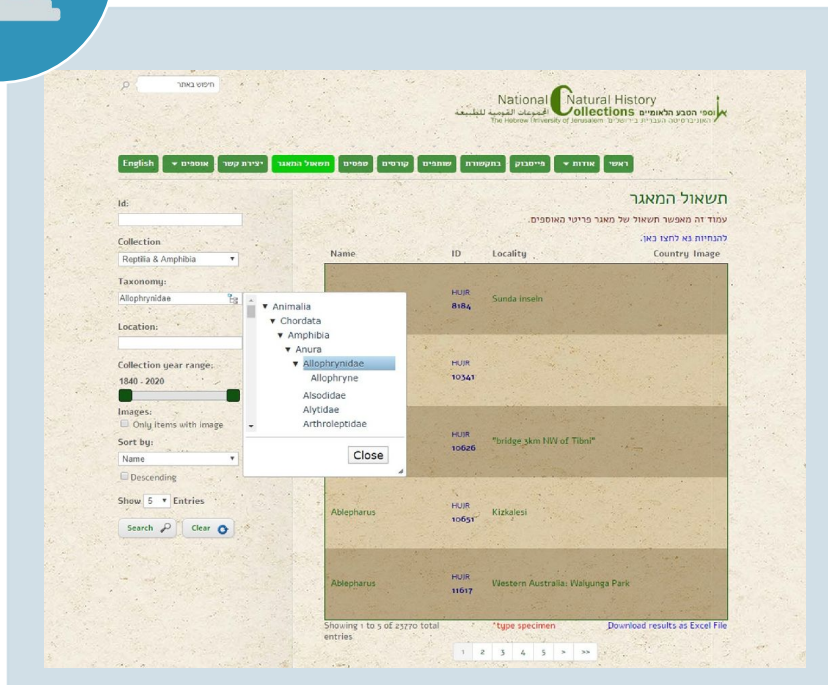 חיפוש באתר
National Natural History
Collections אוספי הטבע הלאומיים
المجموعات القومية للطبيعة
The Hebrew University of Jerusalem האוניברסיטה העברית בירושלים
ראשי
אודות
פייסבוק
בתקשורת
שותפים
קורסים
טפסים
תשאול המאגר
יצירת קשר
אוספים
English
תשאול המאגר
עמוד זה מאפשר תשאול של מאגר פריטי האוספים.
להנחיות נא לחצו כאן.
Id:
Collection
Reptilia & Amphibia
Taxonomy:
Allophrynidae
Location:
Collection year range:
1840 - 2020
Images:
Only items with image
Sort by:
Name
Descending
Show 5 Entries
Search Clear
Animalia
Chordata
Amphibia
Anura
Allophrynidae
Allophryne
Alsodidae
Alytidae
Arthroleptidae
Close
Name ID Locality Country Image
HUJR
8184 Sunda inseln
HUJR
10341
HUJR
10626 "bridge 3km NW of Tibni"
Ablepharus HUJR
10651 Kizkalesi
Ablepharus HUJR
11617 Western Australia: Walyunga Park
Showing 1 to 5 of 23770 total
entries
*type specimen
Download results as Excel File
1 2 3 4 5 > >>